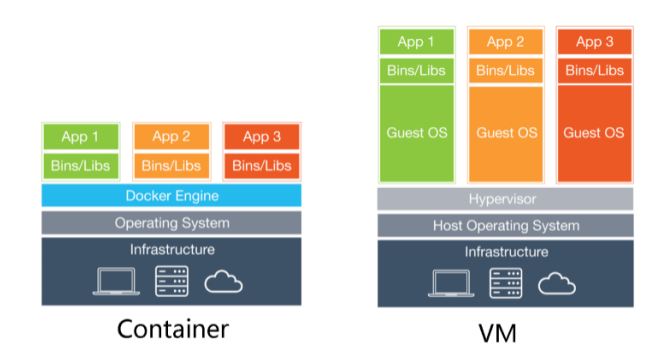 App 1
App 2
App 3
Bins/Libs
Bins/Libs
Bins/Libs
Docker Engine
Operating System
Infrastructure
Container
App 1
App 2
App 3
Bins/Libs
Bins/Libs
Bins/Libs
Guest OS
Guest OS
Guest OS
Hypervisor
Host Operating System
Infrastructure
VM